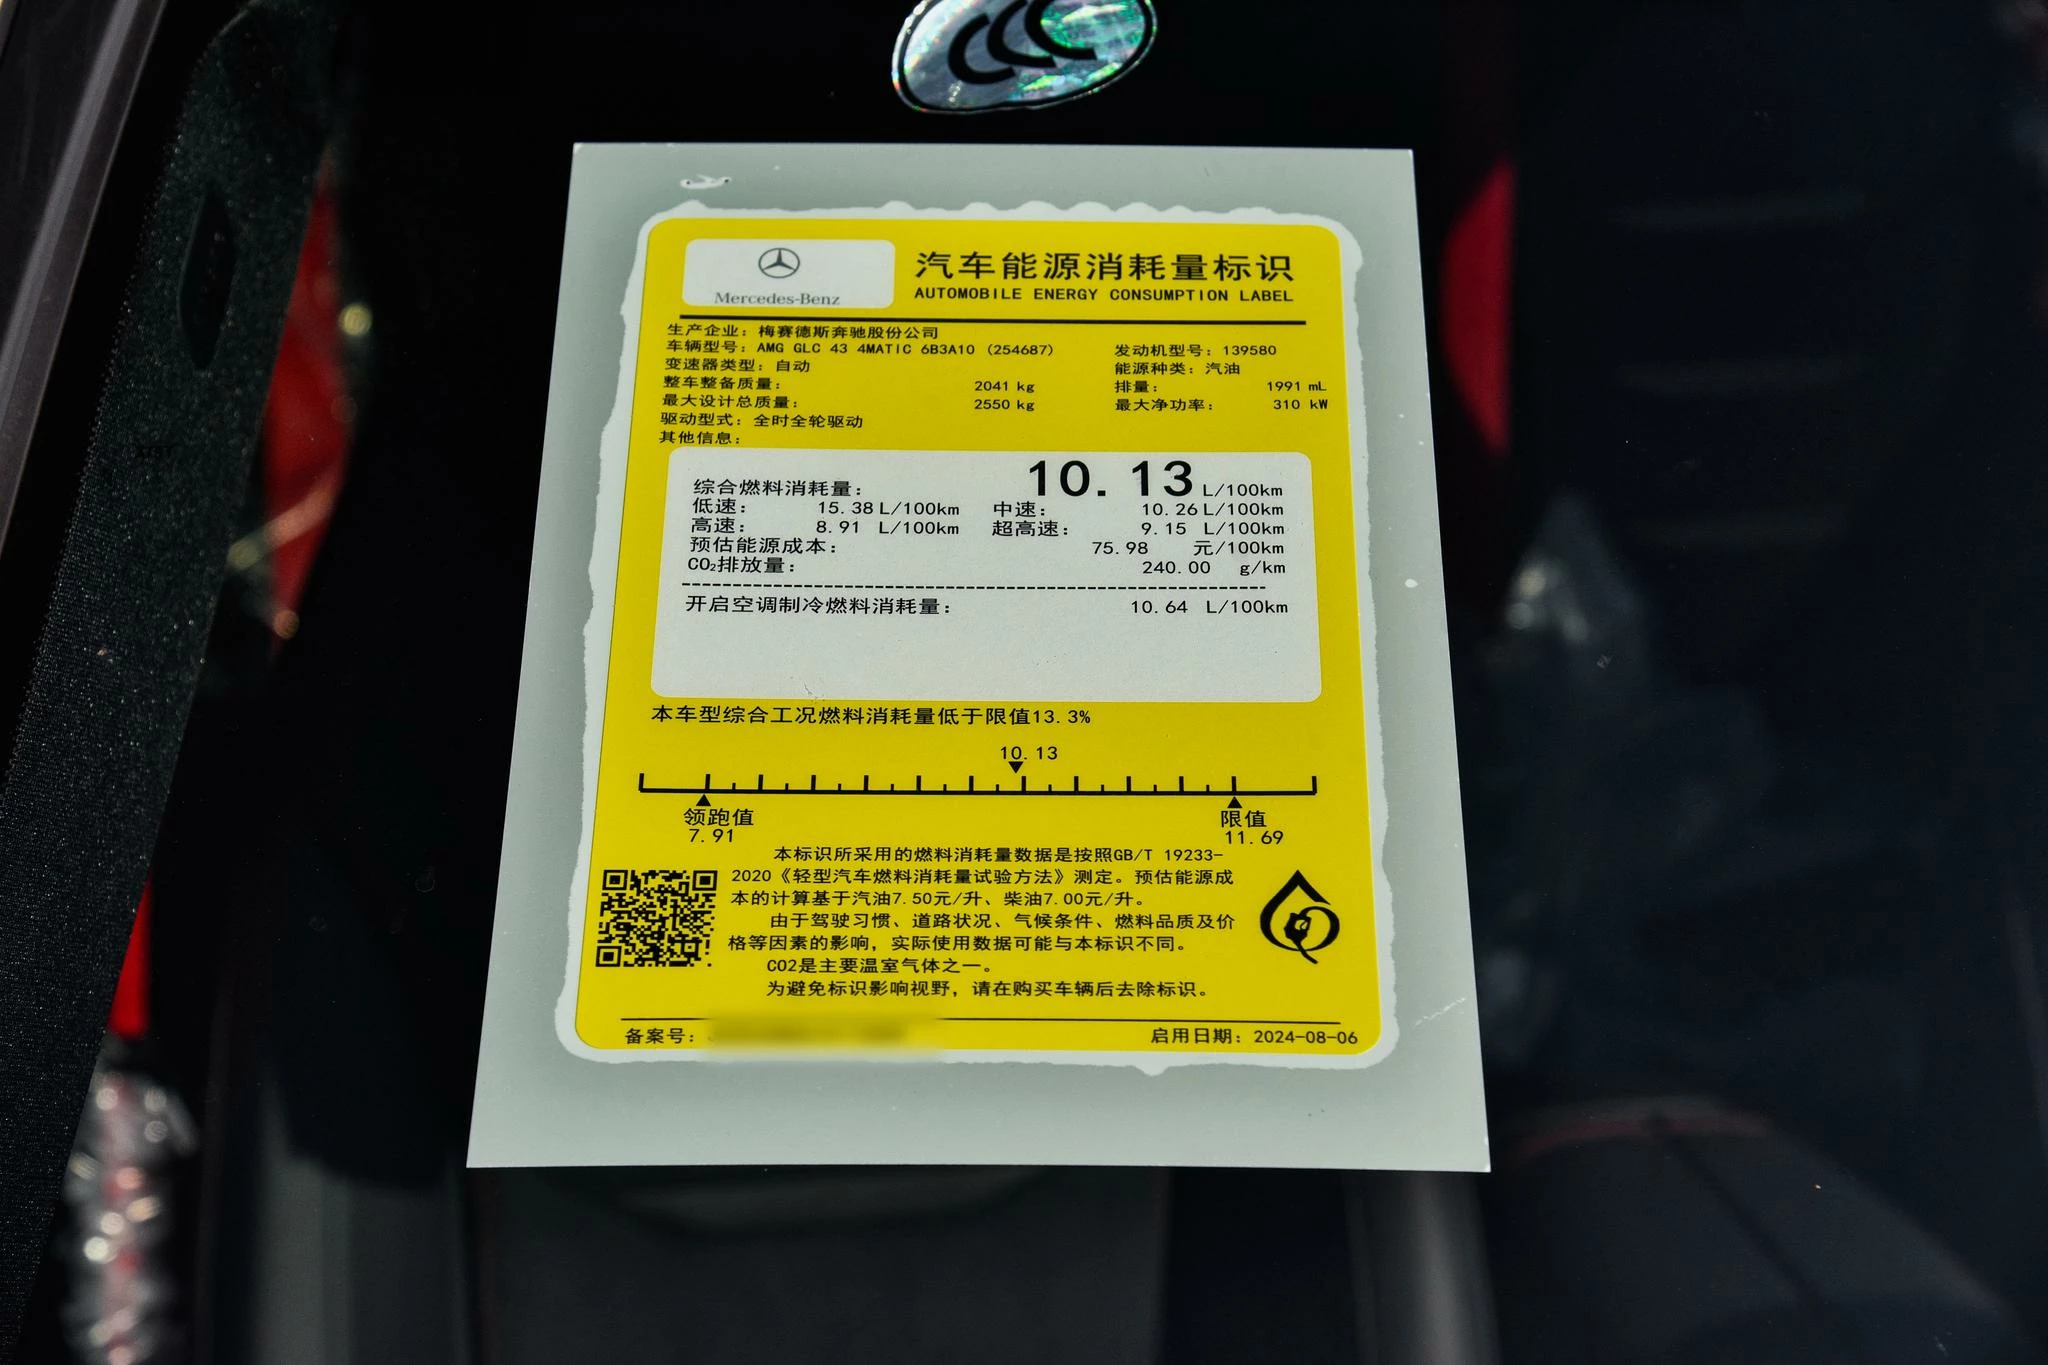 CCC
Mercedes-Benz
汽车能源消耗量标识
AUTOMOBILE ENERGY CONSUMPTION LABEL
生产企业：梅赛德斯奔驰股份公司
车辆型号：AMG GLC 43 4MATIC 6B3A10 (254687) 发动机型号：139580
变速器类型：自动 能源种类：汽油
整车整备质量： 2041 kg 排量： 1991 mL
最大设计总质量： 2550 kg 最大净功率： 310 kW
驱动型式：全时全轮驱动
其他信息：
综合燃料消耗量： 10.13 L/100km
低速： 15.38 L/100km 中速： 10.26 L/100km
高速： 8.91 L/100km 超高速： 9.15 L/100km
预估能源成本： 75.98 元/100km
CO₂排放量： 240.00 g/km
开启空调制冷燃料消耗量： 10.64 L/100km
本车型综合工况燃料消耗量低于限值13.3%
10.13
领跑值 限值
7.91 11.69
本标识所采用的燃料消耗量数据是按照GB/T 19233-
2020《轻型汽车燃料消耗量试验方法》测定。预估能源成
本的计算基于汽油7.50元/升、柴油7.00元/升。
由于驾驶习惯、道路状况、气候条件、燃料品质及价
格等因素的影响，实际使用数据可能与本标识不同。
CO2是主要温室气体之一。
为避免标识影响视野，请在购买车辆后去除标识。
备案号： 启用日期：2024-08-06